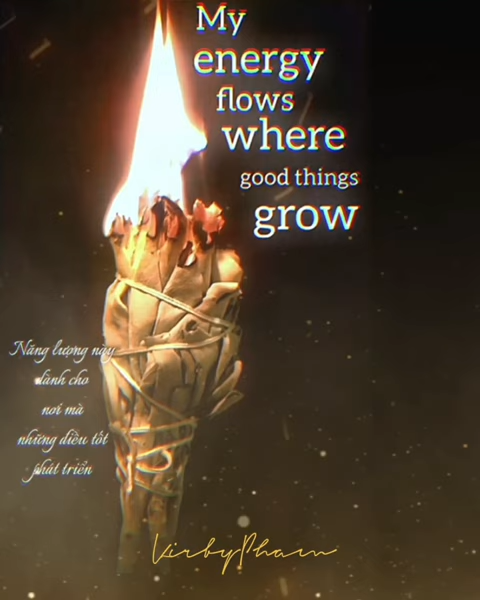 My
energy
flows
where
good things
grow
Năng lượng này
dành cho
nơi mà
những điều tốt
phát triển
KirbyPham